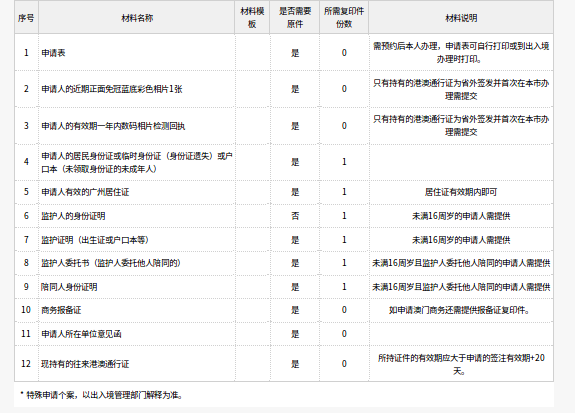 序号 材料名称 材料模板 是否需要原件 所需复印件份数 材料说明
1 申请表 是 0 需预约后本人办理，申请表可自行打印或到出入境办理时打印。
2 申请人的近期正面免冠蓝底彩色相片1张 是 0 只有持有的港澳通行证为省外签发并首次在本市办理需提交
3 申请人的有效期一年内数码相片检测回执 是 0 只有持有的港澳通行证为省外签发并首次在本市办理需提交
4 申请人的居民身份证或临时身份证（身份证遗失）或户口本（未领取身份证的未成年人） 是 1
5 申请人有效的广州居住证 是 1 居住证有效期内即可
6 监护人的身份证明 否 1 未满16周岁的申请人需提供
7 监护证明（出生证或户口本等） 是 1 未满16周岁的申请人需提供
8 监护人委托书（监护人委托他人陪同的） 是 1 未满16周岁且监护人委托他人陪同的申请人需提供
9 陪同人身份证明 是 1 未满16周岁且监护人委托他人陪同的申请人需提供
10 商务报备证 是 0 如申请澳门商务还需提供报备证复印件。
11 申请人所在单位意见函 是 0
12 现持有的往来港澳通行证 是 0 所持证件的有效期应大于申请的签注有效期+20天。
* 特殊申请个案，以出入境管理部门解释为准。